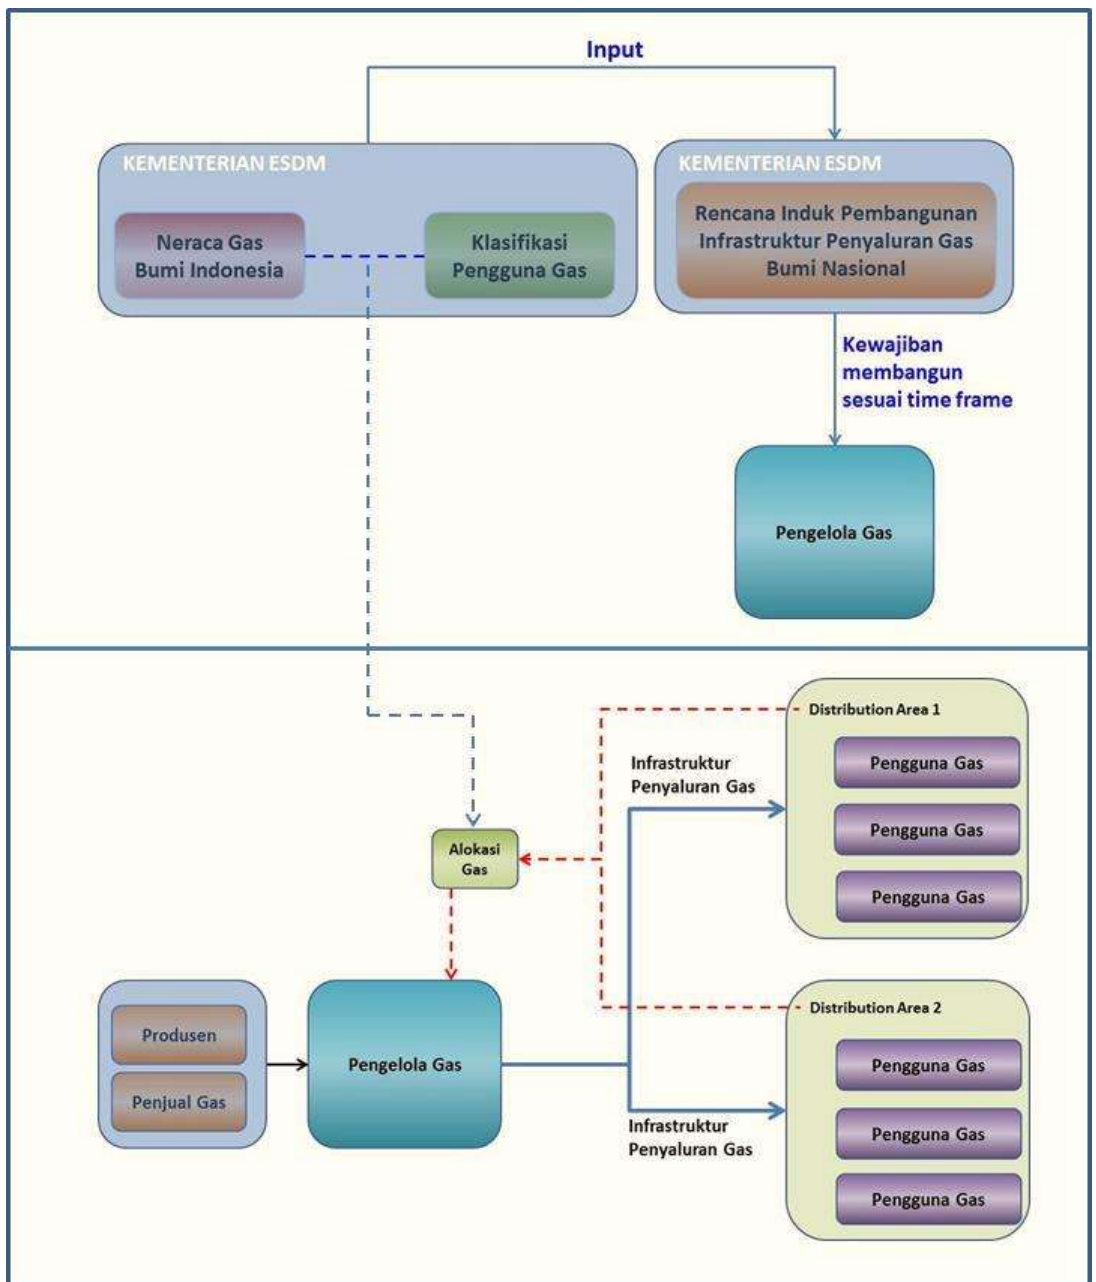 Input
KEMENTERIAN ESDM
Neraca Gas
Bumi Indonesia
Klasifikasi
Pengguna Gas
KEMENTERIAN ESDM
Rencana Induk Pembangunan
Infrastruktur Penyaluran Gas
Bumi Nasional
Kewajiban
membangun
sesuai time frame
Pengelola Gas
Distribution Area 1
Pengguna Gas
Pengguna Gas
Pengguna Gas
Infrastruktur
Penyaluran Gas
Alokasi
Gas
Produsen
Penjual Gas
Pengelola Gas
Infrastruktur
Penyaluran Gas
Distribution Area 2
Pengguna Gas
Pengguna Gas
Pengguna Gas